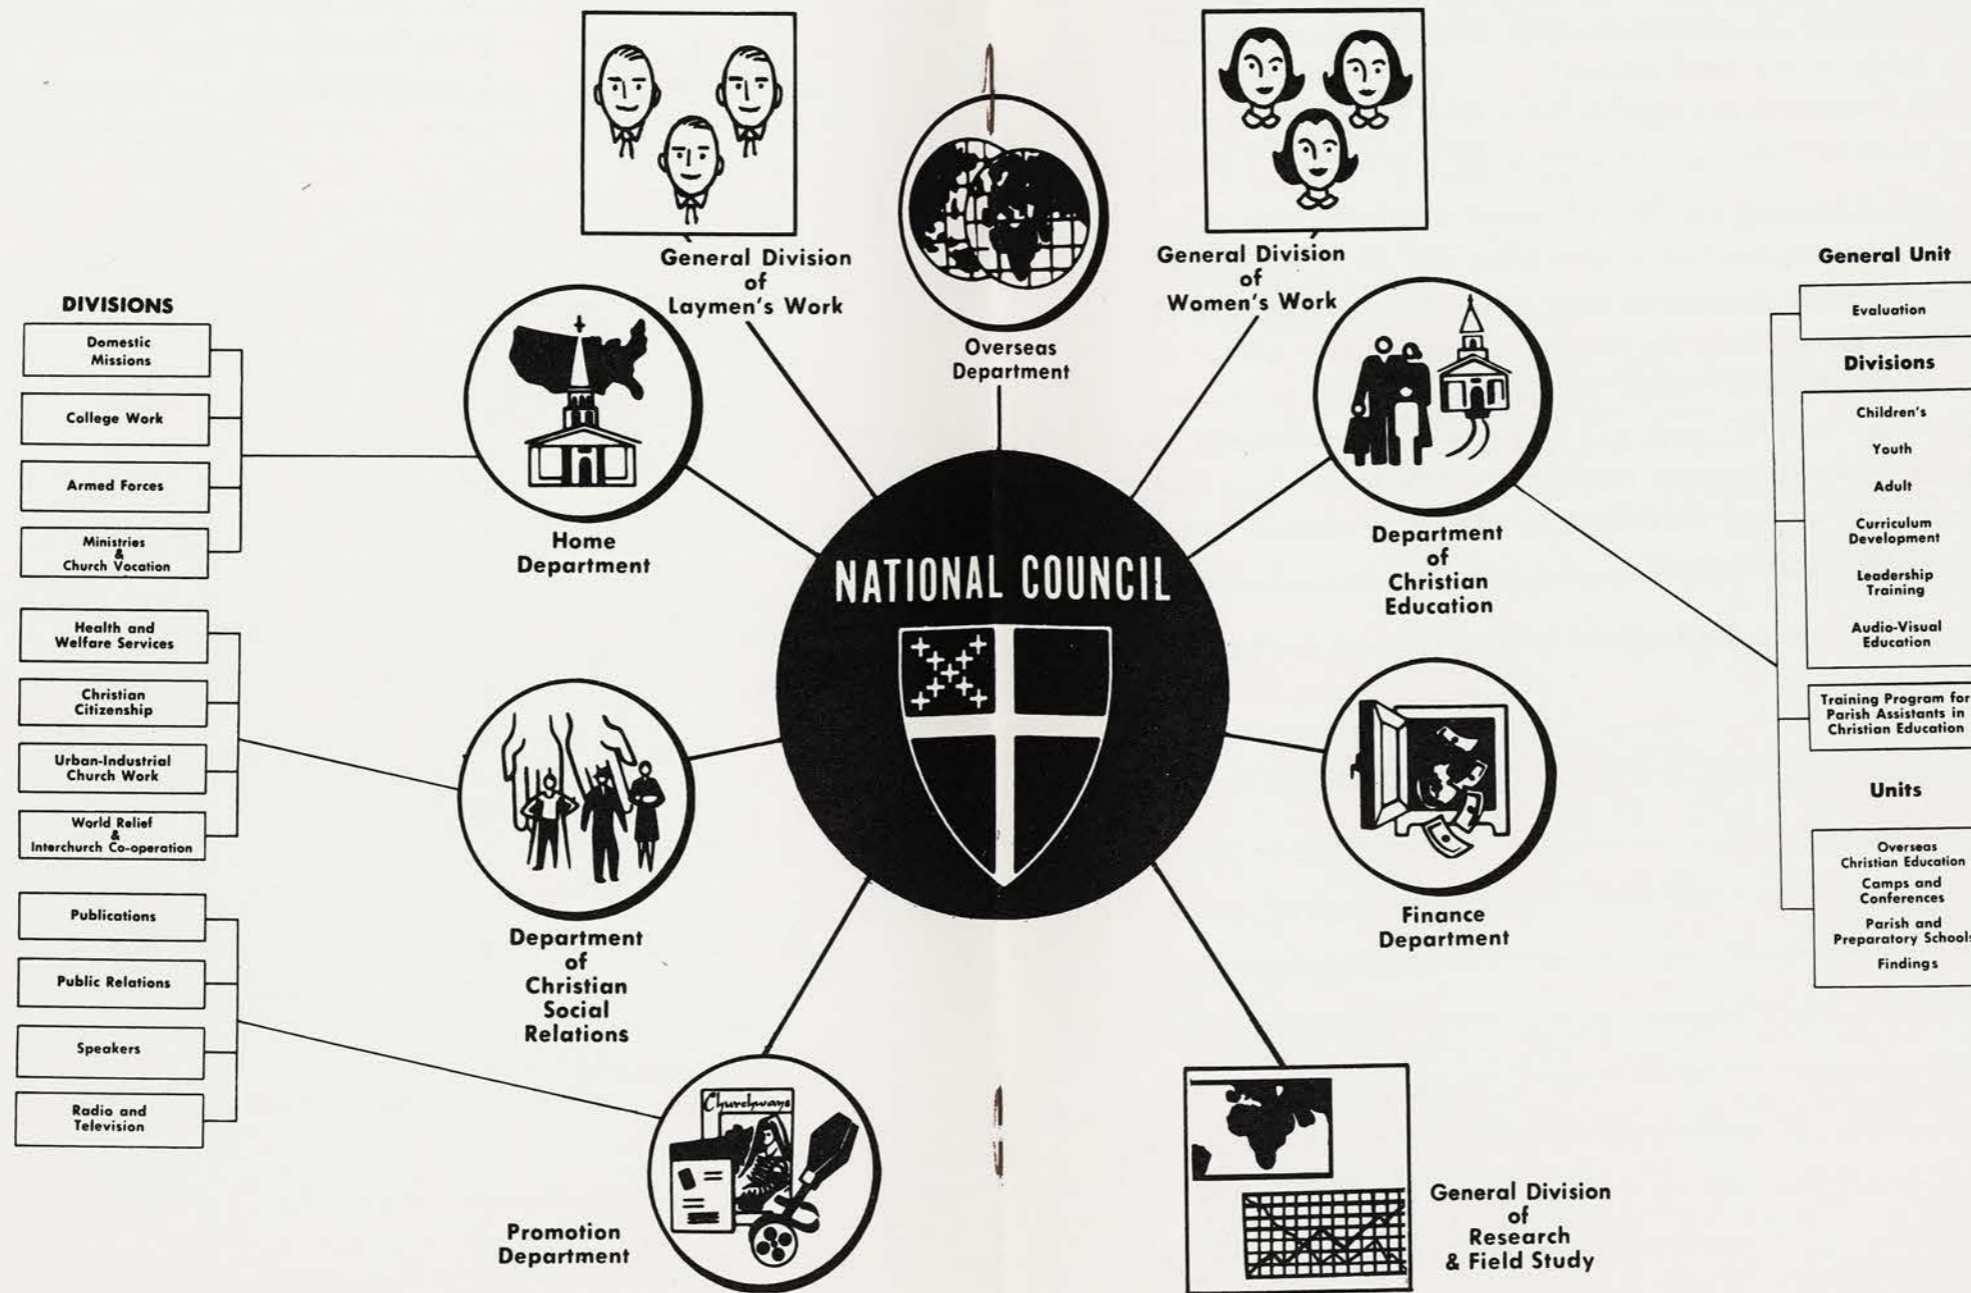 General Division
of
Laymen's Work
Overseas
Department
General Division
of
Women's Work
DIVISIONS
Domestic
Missions
College Work
Armed Forces
Ministries
&
Church Vocation
Home
Department
Health and
Welfare Services
Christian
Citizenship
Urban-Industrial
Church Work
World Relief
&
Interchurch Co-operation
Department
of
Christian
Social
Relations
Publications
Public Relations
Speakers
Radio and
Television
Churchways
Promotion
Department
NATIONAL COUNCIL
Department
of
Christian
Education
Finance
Department
General Division
of
Research
& Field Study
General Unit
Evaluation
Divisions
Children's
Youth
Adult
Curriculum
Development
Leadership
Training
Audio-Visual
Education
Training Program for
Parish Assistants in
Christian Education
Units
Overseas
Christian Education
Camps and
Conferences
Parish and
Preparatory Schools
Findings